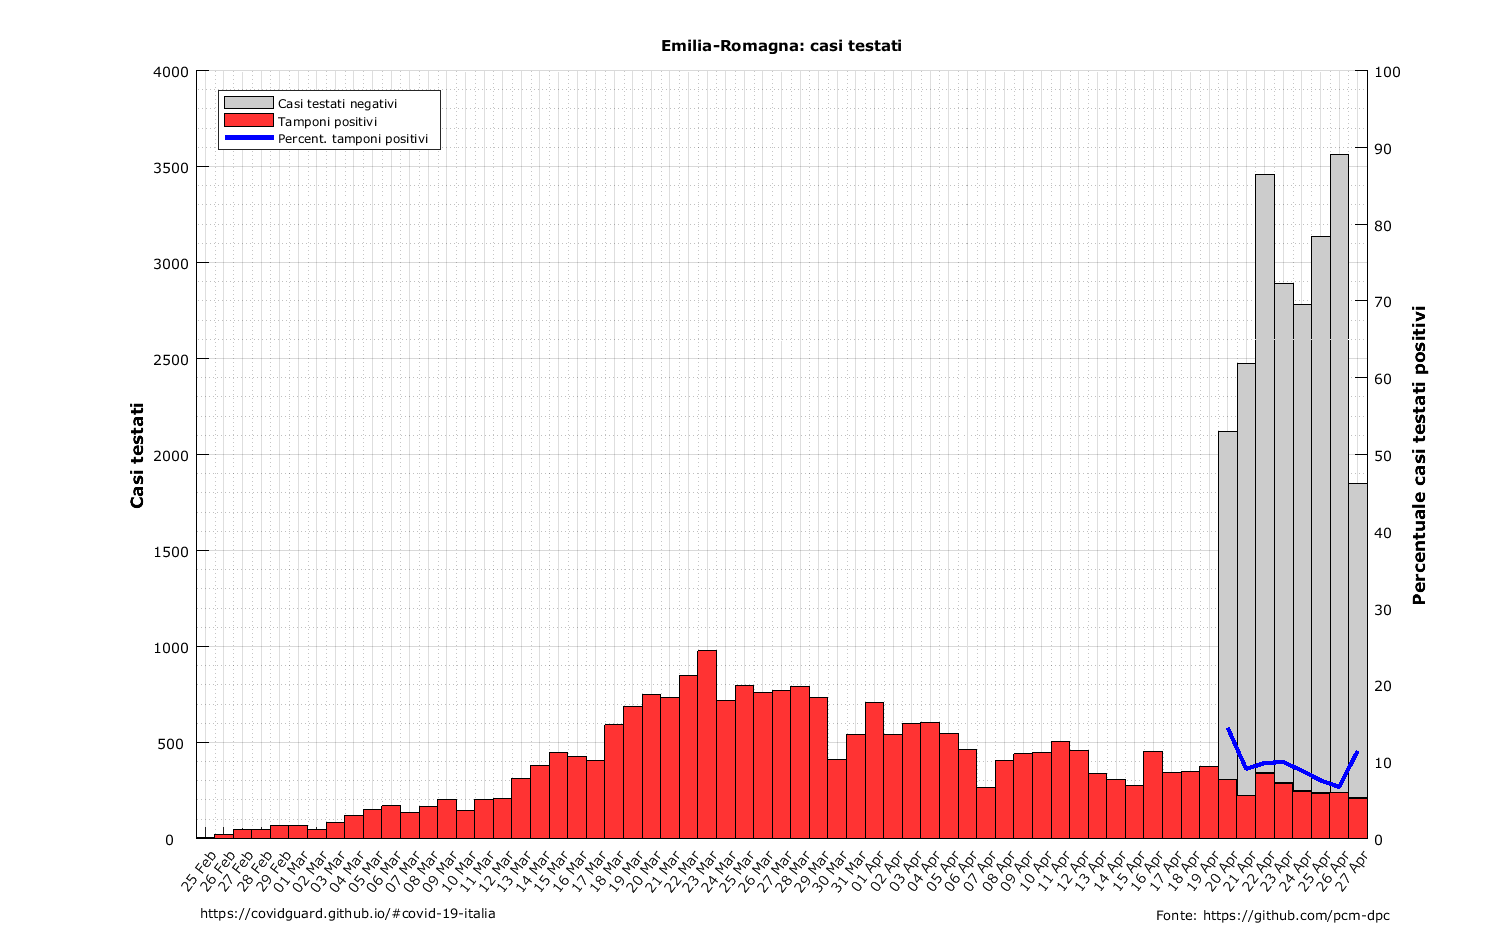 Emilia-Romagna: casi testati
Casi testati negativi
Tamponi positivi
Percent. tamponi positivi
Casi testati
4000
3500
3000
2500
2000
1500
1000
500
0
Percentuale casi testati positivi
100
90
80
70
60
50
40
30
20
10
0
25 Feb
26 Feb
27 Feb
28 Feb
29 Feb
01 Mar
02 Mar
03 Mar
04 Mar
05 Mar
06 Mar
07 Mar
08 Mar
09 Mar
10 Mar
11 Mar
12 Mar
13 Mar
14 Mar
15 Mar
16 Mar
17 Mar
18 Mar
19 Mar
20 Mar
21 Mar
22 Mar
23 Mar
24 Mar
25 Mar
26 Mar
27 Mar
28 Mar
29 Mar
30 Mar
31 Mar
01 Apr
02 Apr
03 Apr
04 Apr
05 Apr
06 Apr
07 Apr
08 Apr
09 Apr
10 Apr
11 Apr
12 Apr
13 Apr
14 Apr
15 Apr
16 Apr
17 Apr
18 Apr
19 Apr
20 Apr
21 Apr
22 Apr
23 Apr
24 Apr
25 Apr
26 Apr
27 Apr
https://covidguard.github.io/#covid-19-italia
Fonte: https://github.com/pcm-dpc